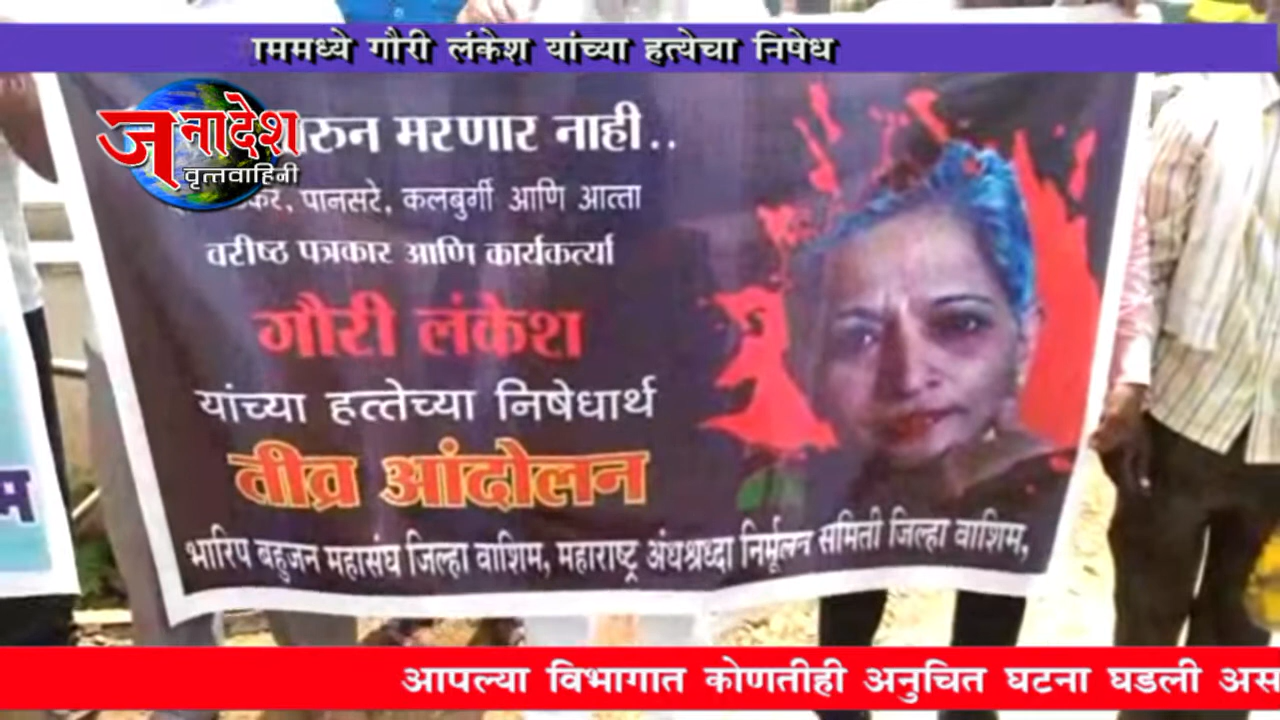 ाममध्ये गौरी लंकेश यांच्या हत्येचा निषेध
जनादेश
वृत्तवाहिनी
रुन मरणार नाही..
कर, पानसरे, कलबुर्गी आणि आत्ता
वरीष्ठ पत्रकार आणि कार्यकर्त्या
गौरी लंकेश
यांच्या हत्तेच्या निषेधार्थ
तीव्र आंदोलन
भारिप बहुजन महासंघ जिल्हा वाशिम, महाराष्ट्र अंधश्रध्दा निर्मूलन समिती जिल्हा वाशिम,
म
आपल्या विभागात कोणतीही अनुचित घटना घडली अस